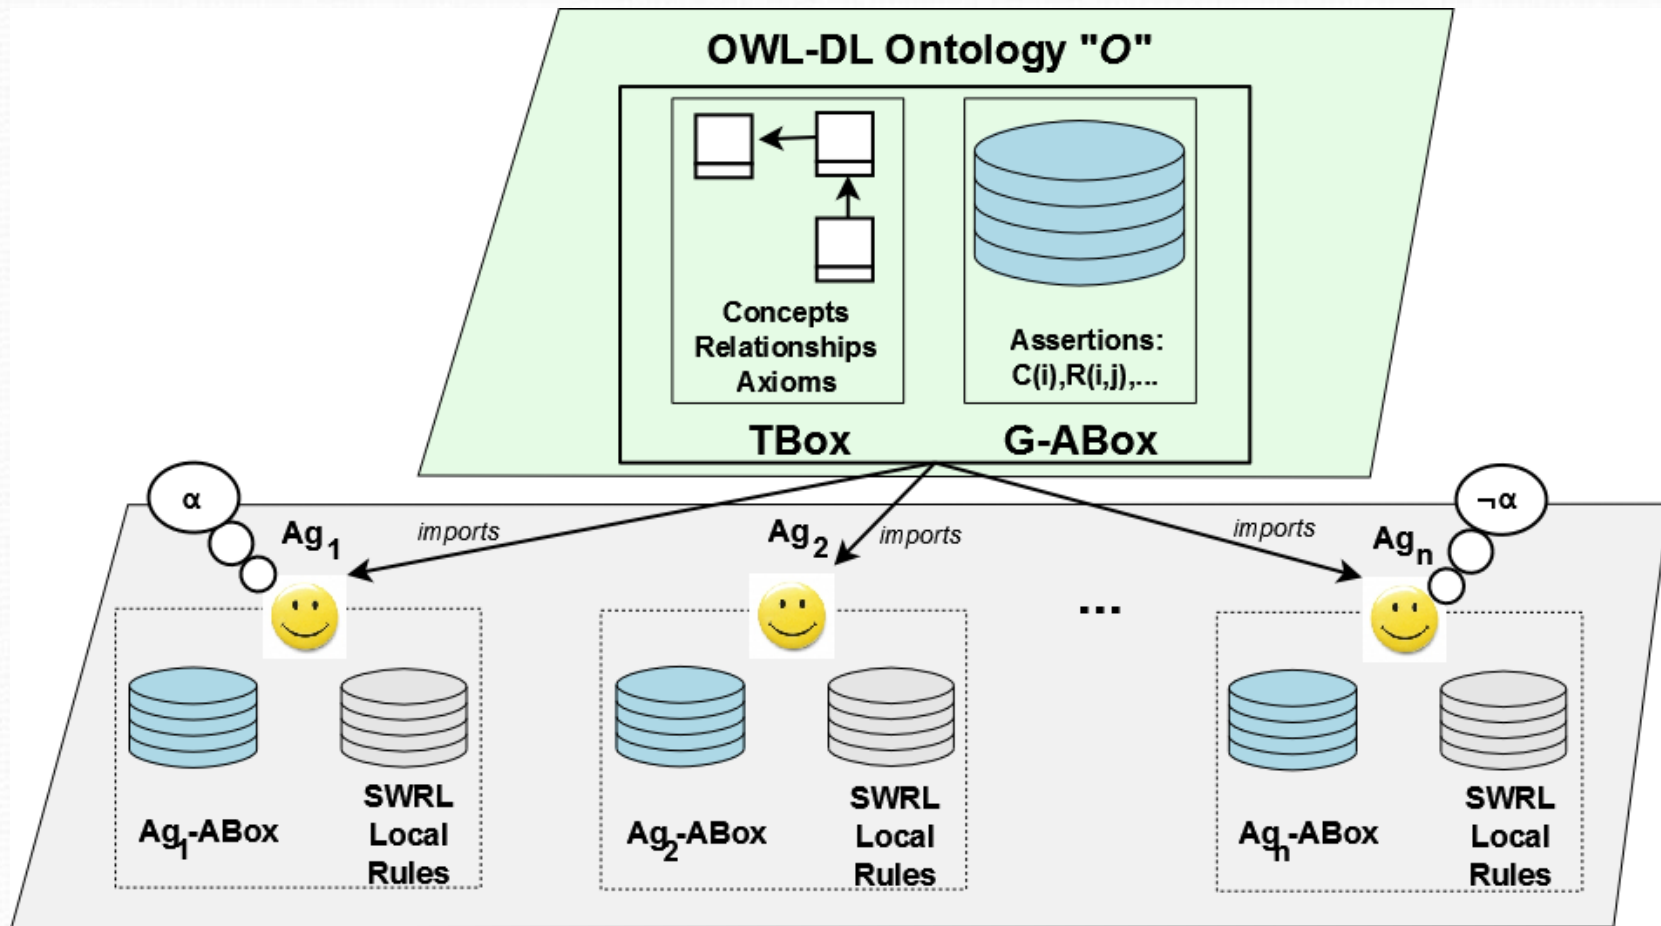 OWL-DL Ontology "O"
Concepts
Relationships
Axioms
Assertions:
C(i),R(i,j),...
TBox
G-ABox
α
Ag1
imports
Ag2
imports
imports
Agn
¬α
...
Ag1-ABox
SWRL
Local
Rules
Ag2-ABox
SWRL
Local
Rules
Agn-ABox
SWRL
Local
Rules